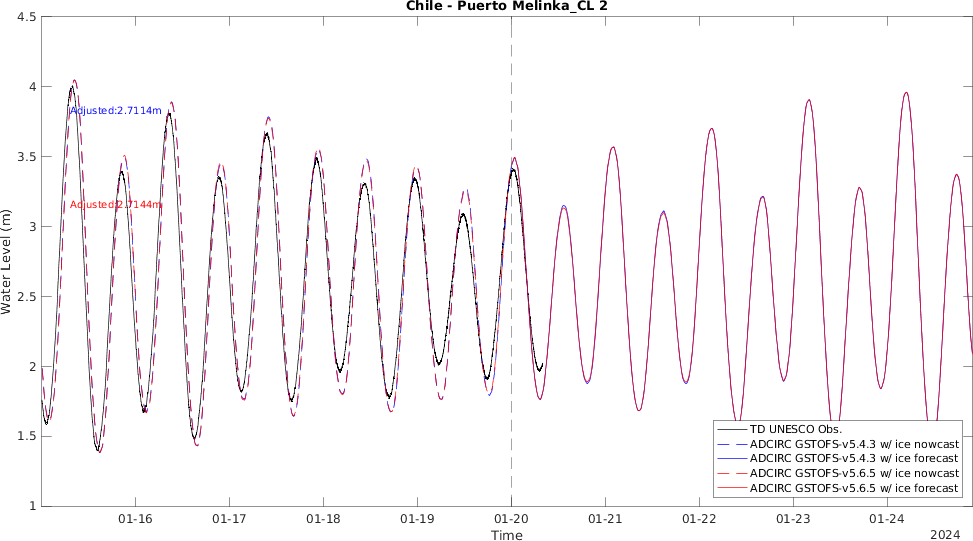 Chile - Puerto Melinka_CL 2
4.5
4
3.5
3
2.5
2
1.5
1
Water Level (m)
Adjusted:2.7114m
Adjusted:2.7144m
TD UNESCO Obs.
ADCIRC GSTOFS-v5.4.3 w/ ice nowcast
ADCIRC GSTOFS-v5.4.3 w/ ice forecast
ADCIRC GSTOFS-v5.6.5 w/ ice nowcast
ADCIRC GSTOFS-v5.6.5 w/ ice forecast
01-16 01-17 01-18 01-19 01-20 01-21 01-22 01-23 01-24
Time
2024